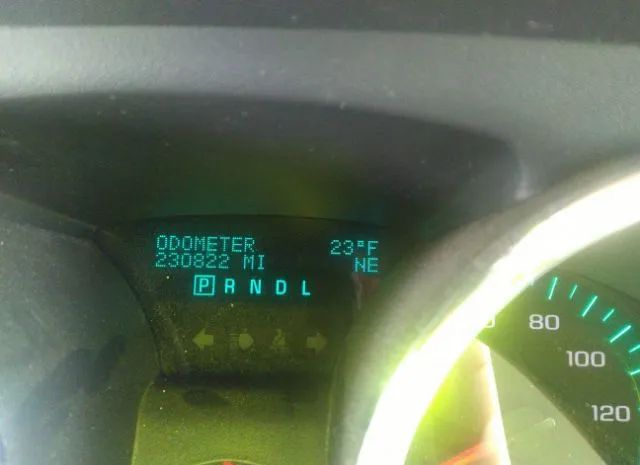 ODOMETER 23°F
230822 MI NE
P R N D L
80
100
120